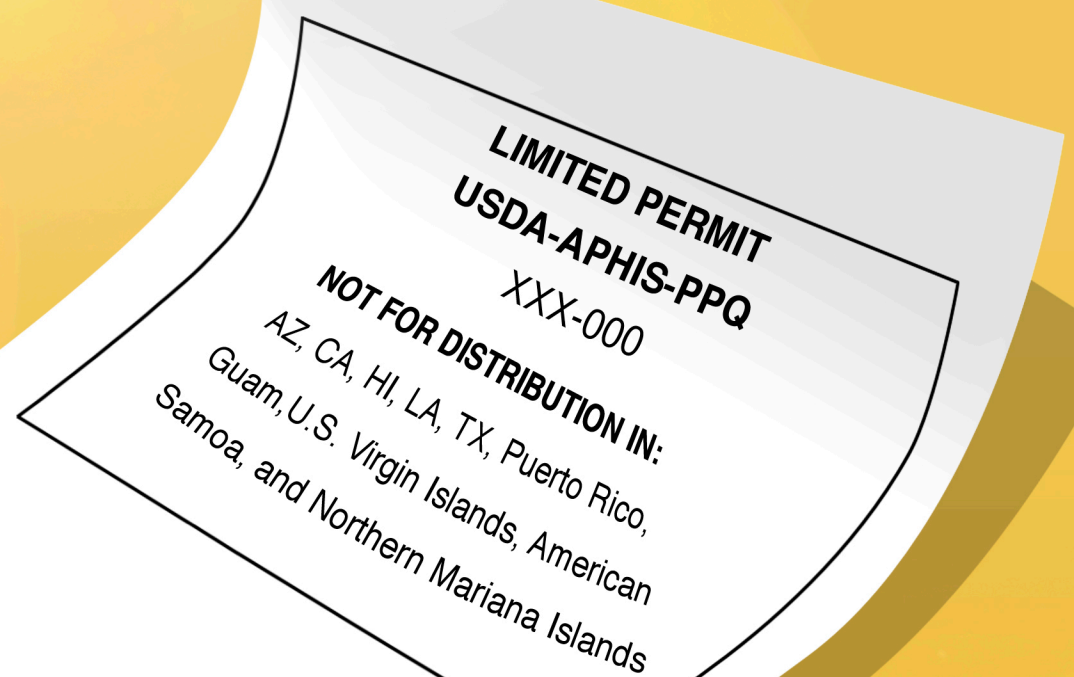 LIMITED PERMIT
USDA-APHIS-PPQ
XXX-000
NOT FOR DISTRIBUTION IN:
AZ, CA, HI, LA, TX, Puerto Rico,
Guam,U.S. Virgin Islands, American
Samoa, and Northern Mariana Islands